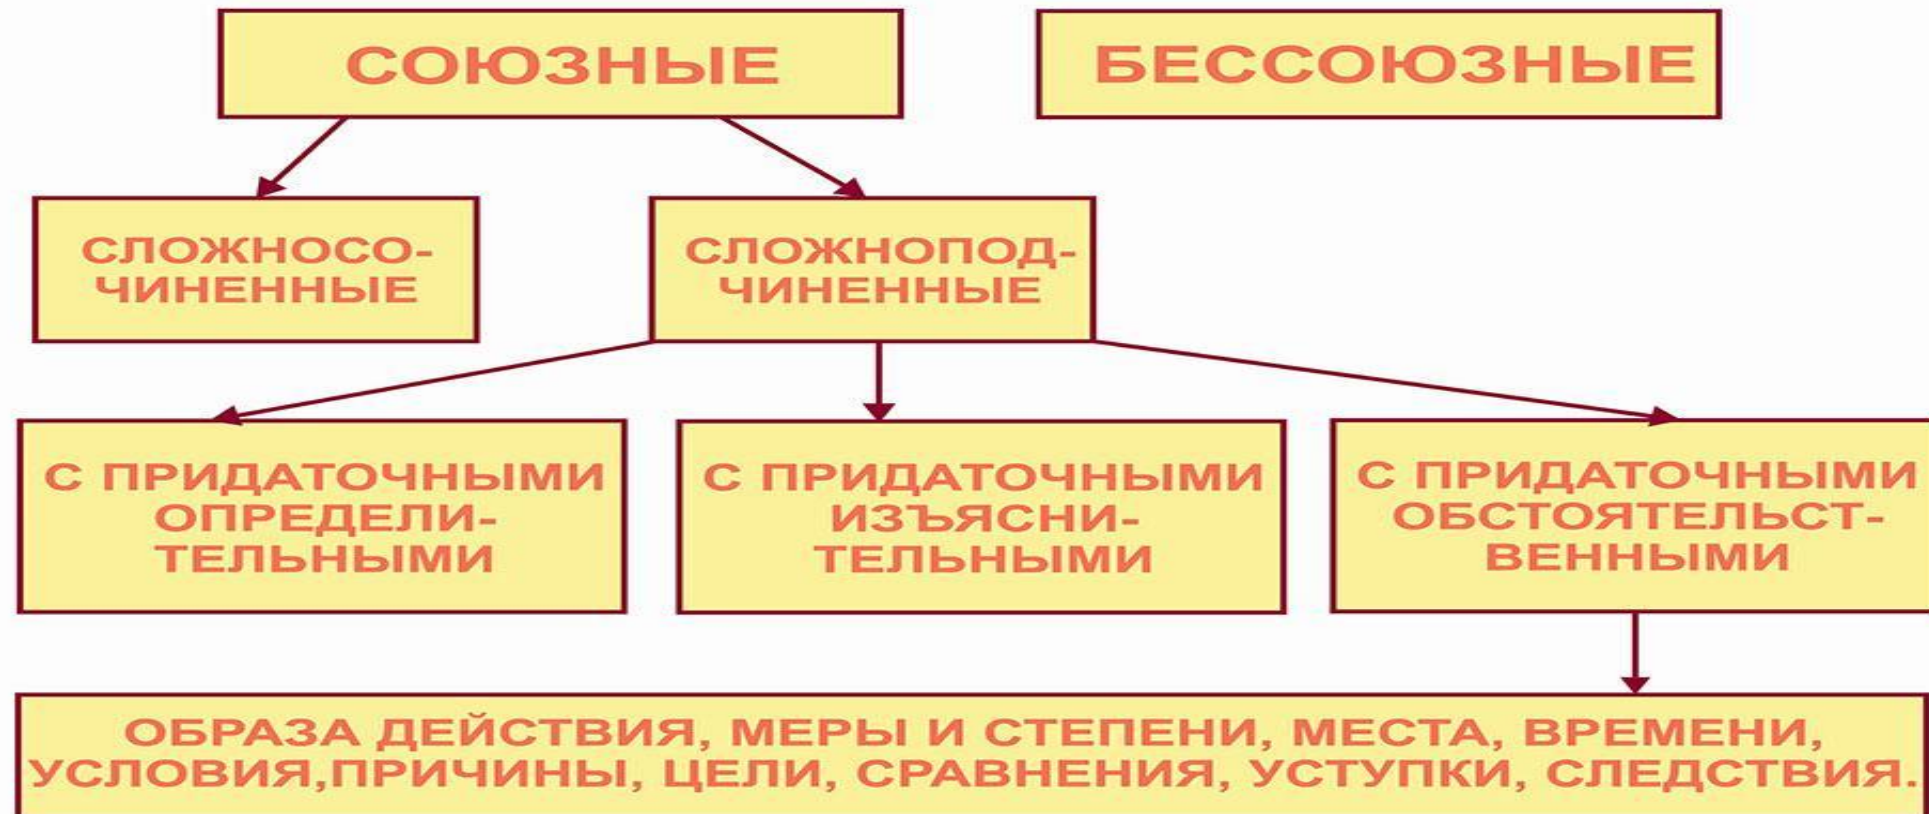 СОЮЗНЫЕ
БЕССОЮЗНЫЕ
СЛОЖНОСО-
ЧИНЕННЫЕ
СЛОЖНОПОД-
ЧИНЕННЫЕ
С ПРИДАТОЧНЫМИ
ОПРЕДЕЛИ-
ТЕЛЬНЫМИ
С ПРИДАТОЧНЫМИ
ИЗЪЯСНИ-
ТЕЛЬНЫМИ
С ПРИДАТОЧНЫМИ
ОБСТОЯТЕЛЬСТ-
ВЕННЫМИ
ОБРАЗА ДЕЙСТВИЯ, МЕРЫ И СТЕПЕНИ, МЕСТА, ВРЕМЕНИ,
УСЛОВИЯ,ПРИЧИНЫ, ЦЕЛИ, СРАВНЕНИЯ, УСТУПКИ, СЛЕДСТВИЯ.